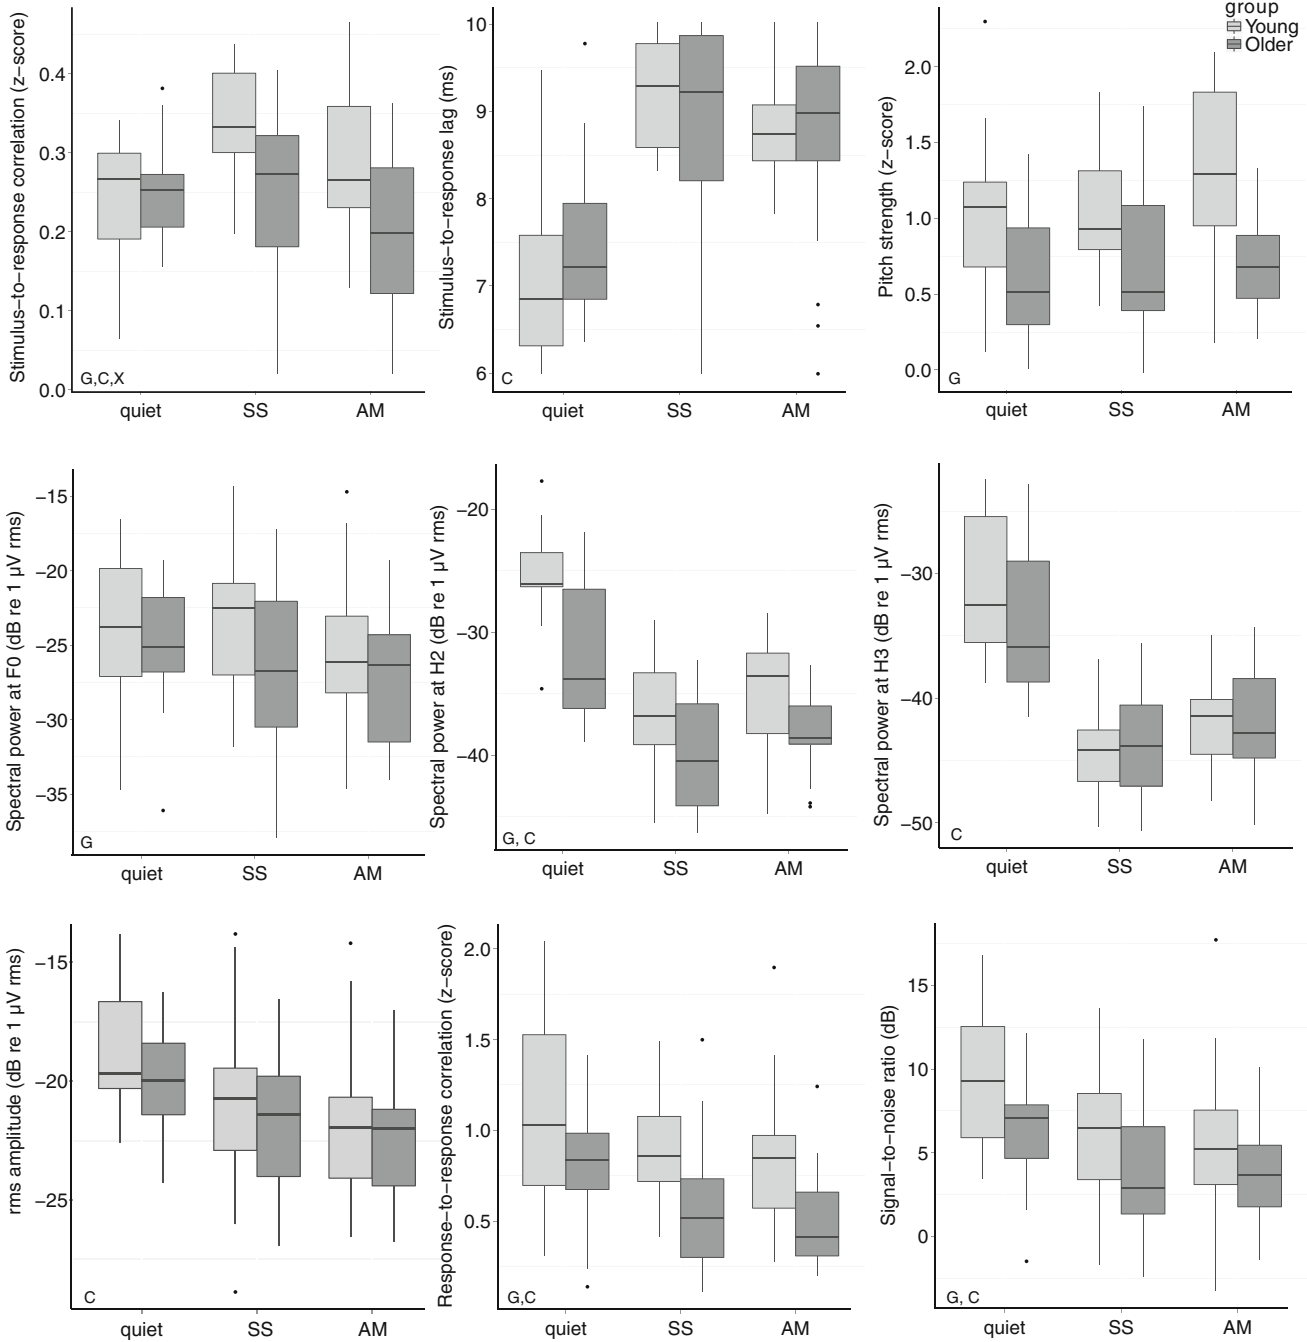 group
Young
Older
Stimulus−to−response correlation (z−score)
0.4
0.3
0.2
0.1
0.0
G,C,X
quiet SS AM
Stimulus−to−response lag (ms)
10
9
8
7
6
C
quiet SS AM
Pitch strength (z−score)
2.0
1.5
1.0
0.5
0.0
G
quiet SS AM
Spectral power at F0 (dB re 1 µV rms)
−15
−20
−25
−30
−35
G
quiet SS AM
Spectral power at H2 (dB re 1 µV rms)
−20
−30
−40
G, C
quiet SS AM
Spectral power at H3 (dB re 1 µV rms)
−30
−40
−50
C
quiet SS AM
rms amplitude (dB re 1 µV rms)
−15
−20
−25
C
quiet SS AM
Response−to−response correlation (z−score)
2.0
1.5
1.0
0.5
G,C
quiet SS AM
Signal−to−noise ratio (dB)
15
10
5
0
G, C
quiet SS AM